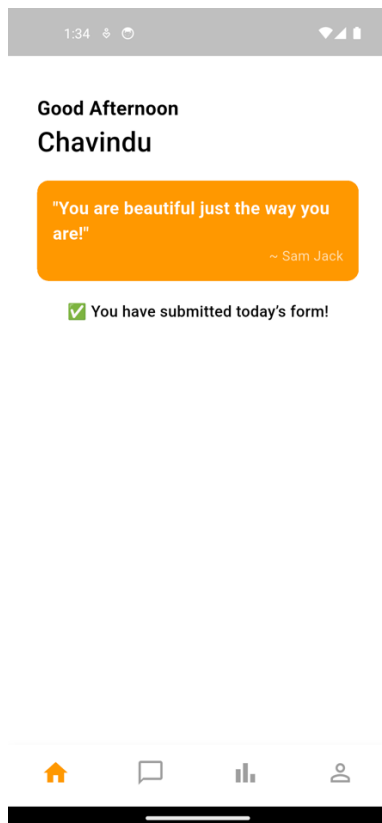 1:34
Good Afternoon
Chavindu
"You are beautiful just the way you
are!"
~ Sam Jack
✅ You have submitted today’s form!